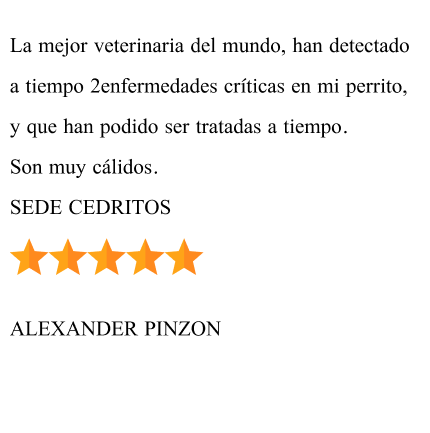 La mejor veterinaria del mundo, han detectado
a tiempo 2enfermedades críticas en mi perrito,
y que han podido ser tratadas a tiempo.
Son muy cálidos.
SEDE CEDRITOS
ALEXANDER PINZON